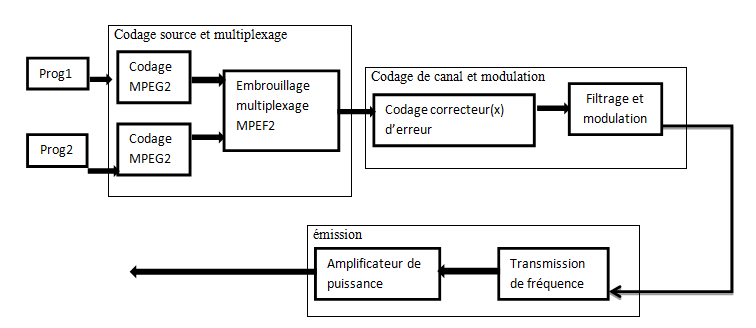 Codage source et multiplexage
Prog1
Codage
MPEG2
Embrouillage
multiplexage
MPEF2
Prog2
Codage
MPEG2
Codage de canal et modulation
Codage correcteur(x)
d'erreur
Filtrage et
modulation
émission
Amplificateur de
puissance
Transmission
de fréquence